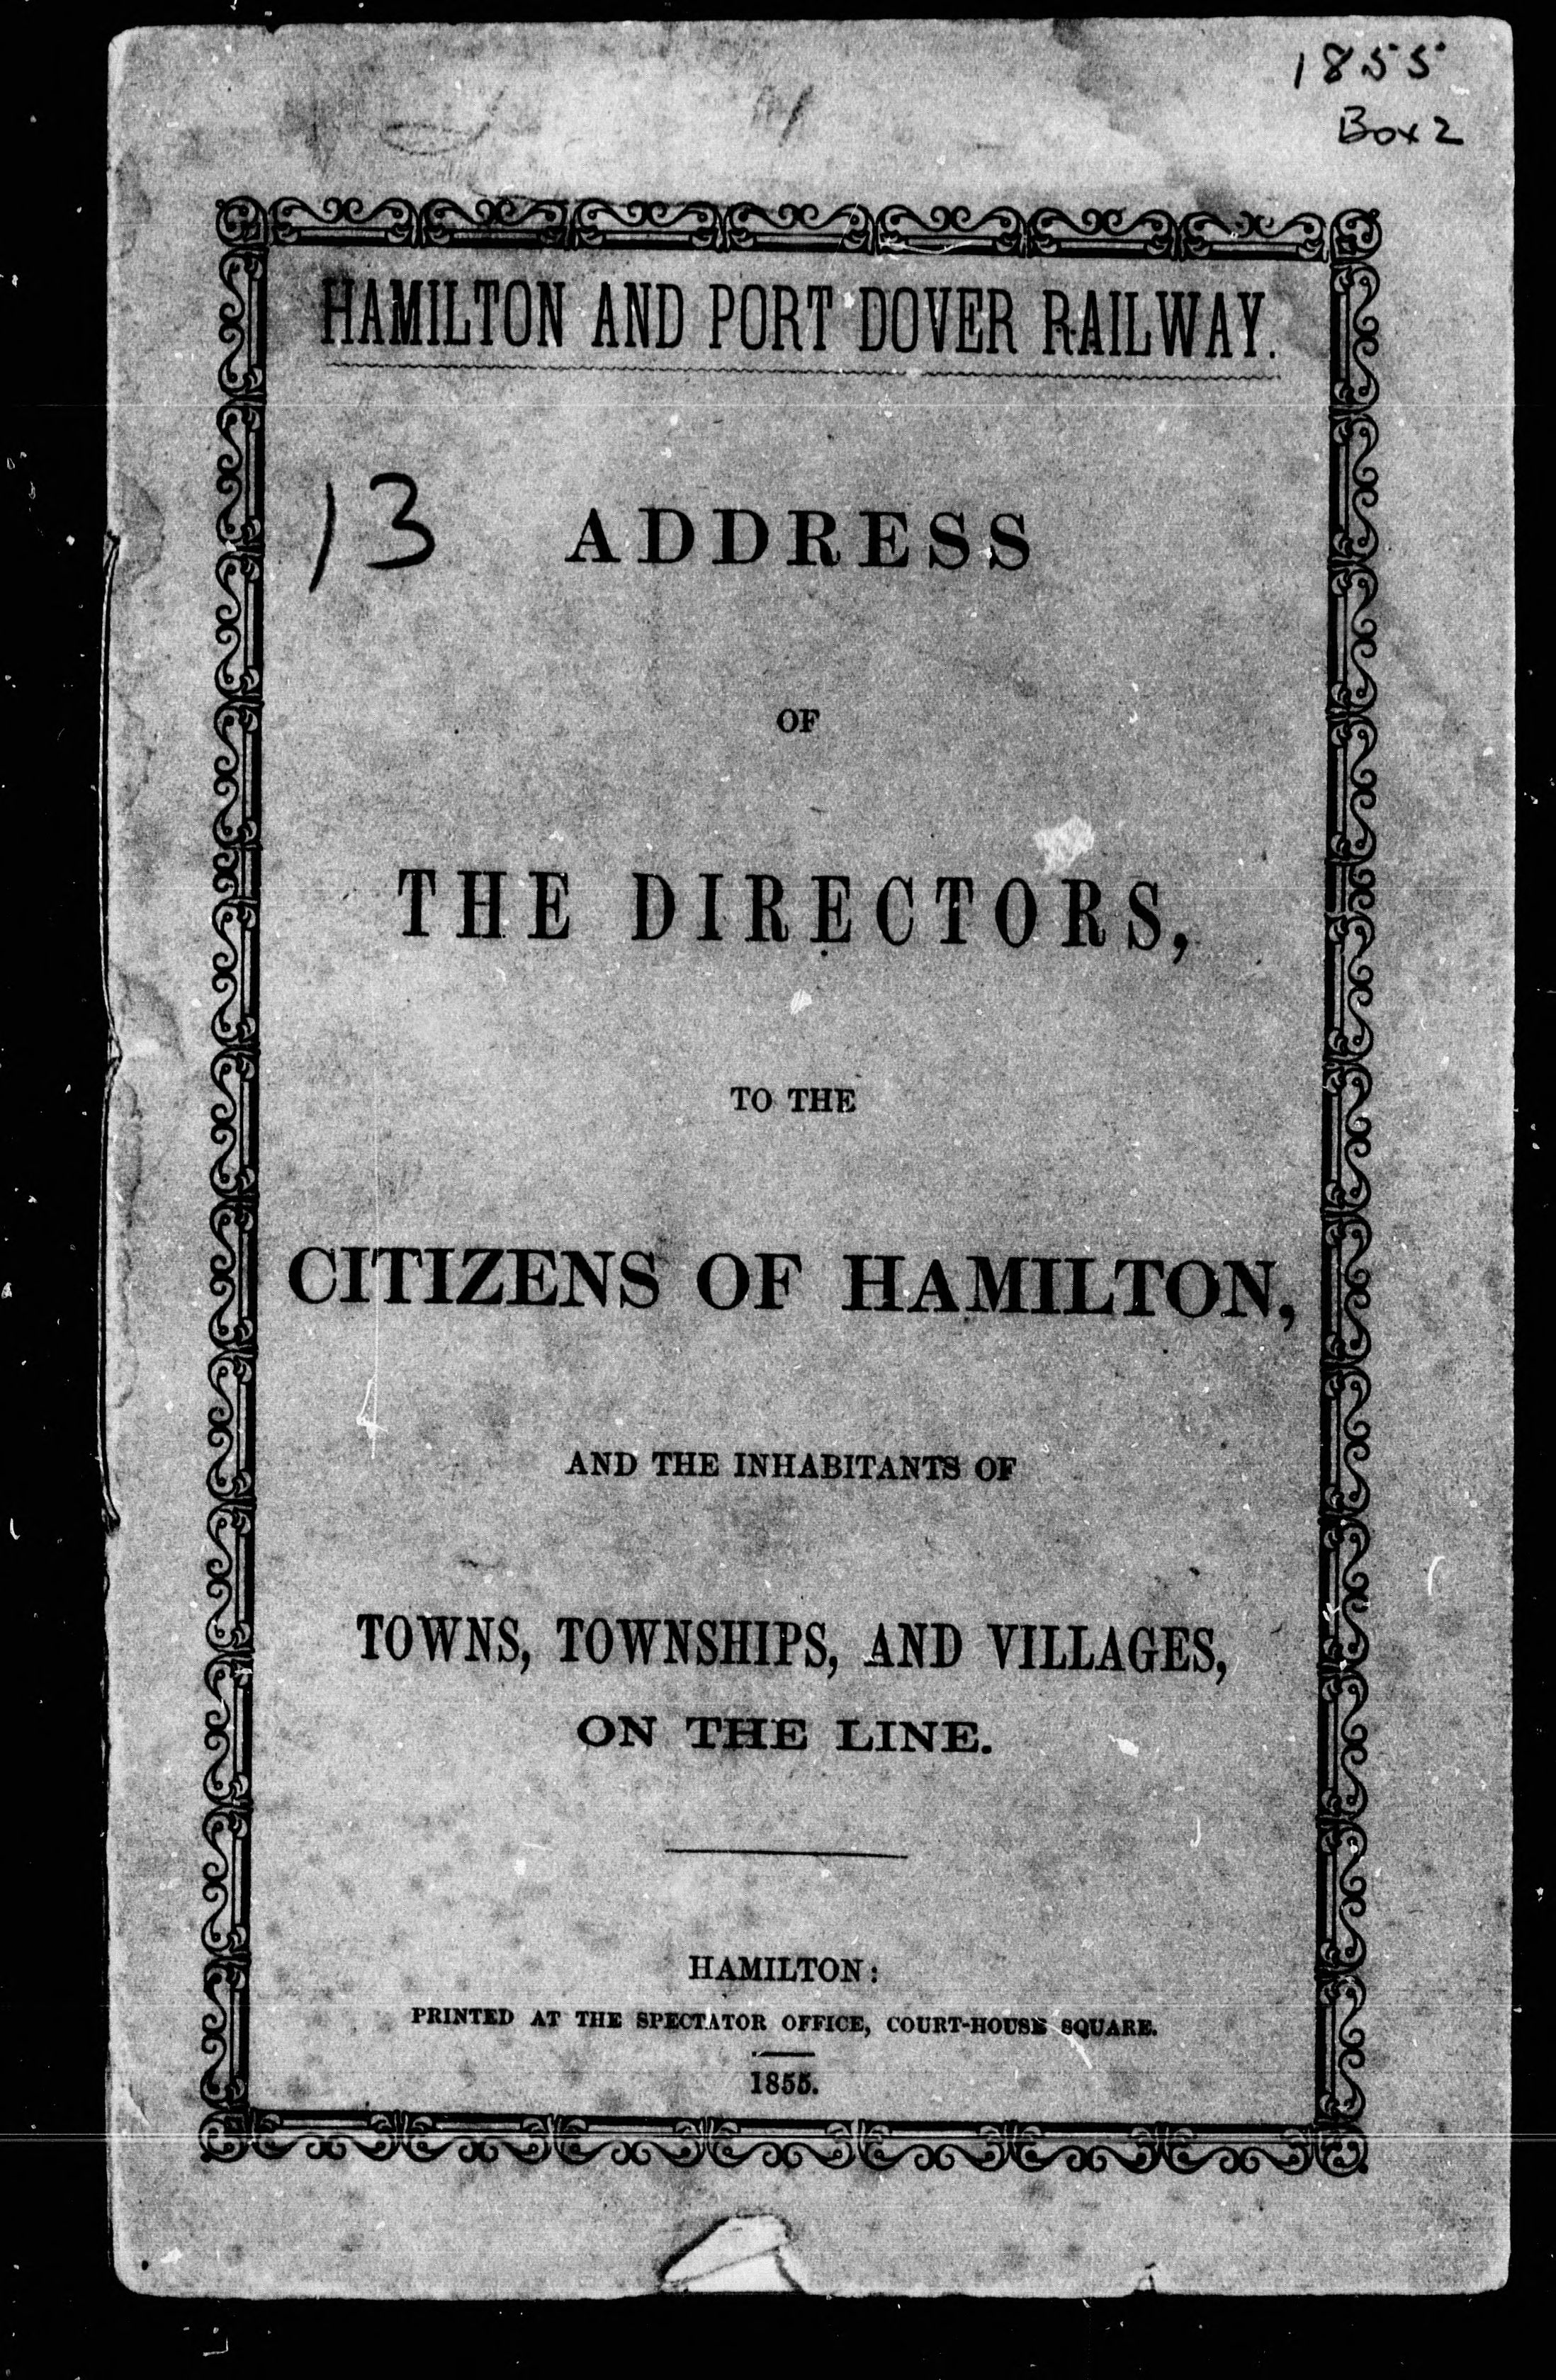 1855
Box 2
HAMILTON AND PORT DOVER RAILWAY.
13
ADDRESS
OF
THE DIRECTORS,
TO THE
CITIZENS OF HAMILTON,
AND THE INHABITANTS OF
TOWNS, TOWNSHIPS, AND VILLAGES,
ON THE LINE.
HAMILTON:
PRINTED AT THE SPECTATOR OFFICE, COURT-HOUSE SQUARE.
1855.